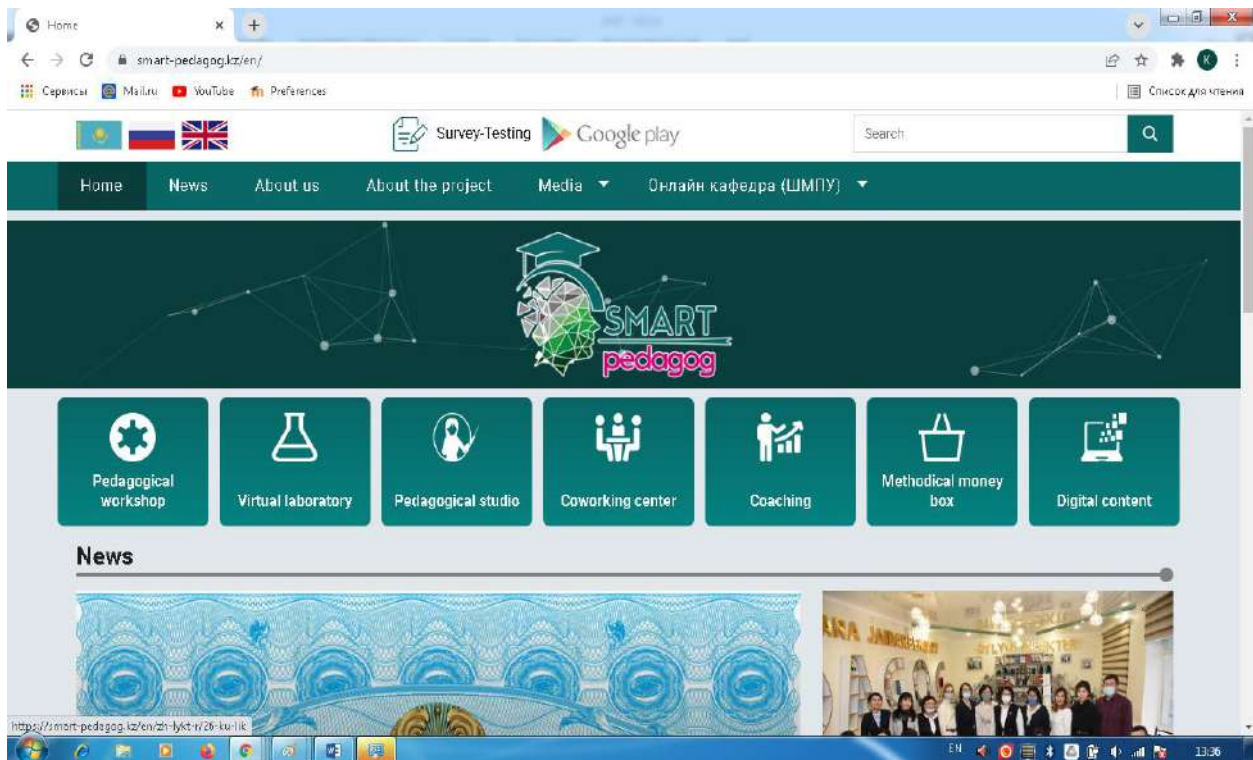 Home
smart-pedagog.kz/en/
Сервисы Mail.ru YouTube Preferences Список для чтения
Survey-Testing Google play Search
Home News About us About the project Media Онлайн кафедра (ШМПУ)
SMART
pedagog
Pedagogical
workshop
Virtual laboratory
Pedagogical studio
Coworking center
Coaching
Methodical money
box
Digital content
News
https://smart-pedagog.kz/en/zh-lykt-r/26-ku-lik
EN 13:36